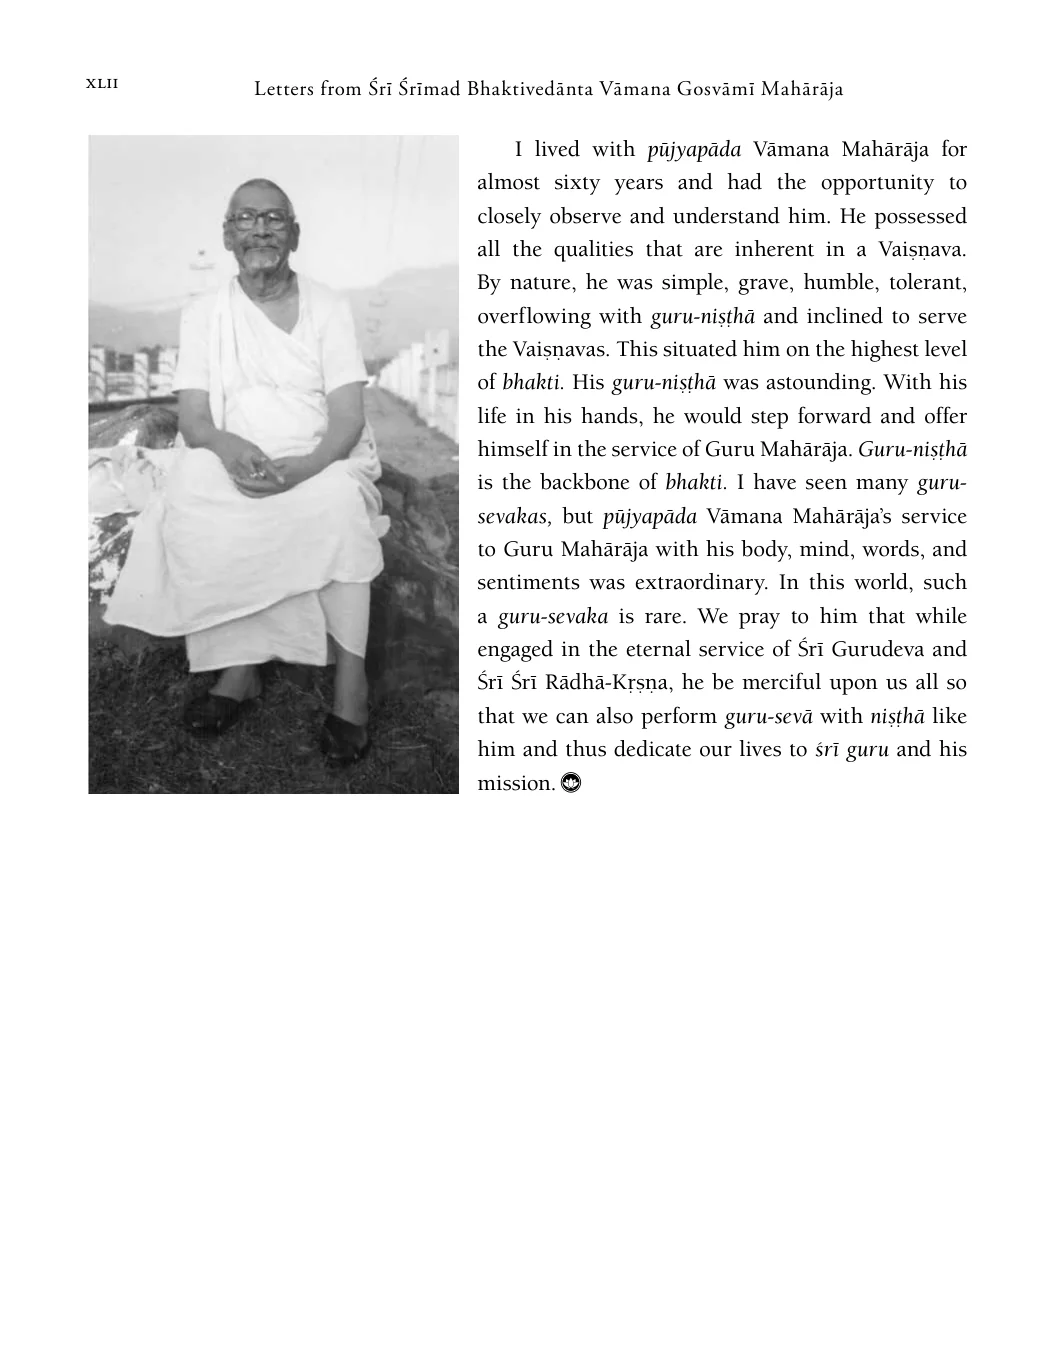 XLII
Letters from Śrī Śrīmad Bhaktivedānta Vāmana Gosvāmī Mahārāja
I lived with pūjyapāda Vāmana Mahārāja for
almost sixty years and had the opportunity to
closely observe and understand him. He possessed
all the qualities that are inherent in a Vaiṣṇava.
By nature, he was simple, grave, humble, tolerant,
overflowing with guru-niṣṭhā and inclined to serve
the Vaiṣṇavas. This situated him on the highest level
of bhakti. His guru-niṣṭhā was astounding. With his
life in his hands, he would step forward and offer
himself in the service of Guru Mahārāja. Guru-niṣṭhā
is the backbone of bhakti. I have seen many guru-
sevakas, but pūjyapāda Vāmana Mahārāja’s service
to Guru Mahārāja with his body, mind, words, and
sentiments was extraordinary. In this world, such
a guru-sevaka is rare. We pray to him that while
engaged in the eternal service of Śrī Gurudeva and
Śrī Śrī Rādhā-Kṛṣṇa, he be merciful upon us all so
that we can also perform guru-sevā with niṣṭhā like
him and thus dedicate our lives to śrī guru and his
mission.